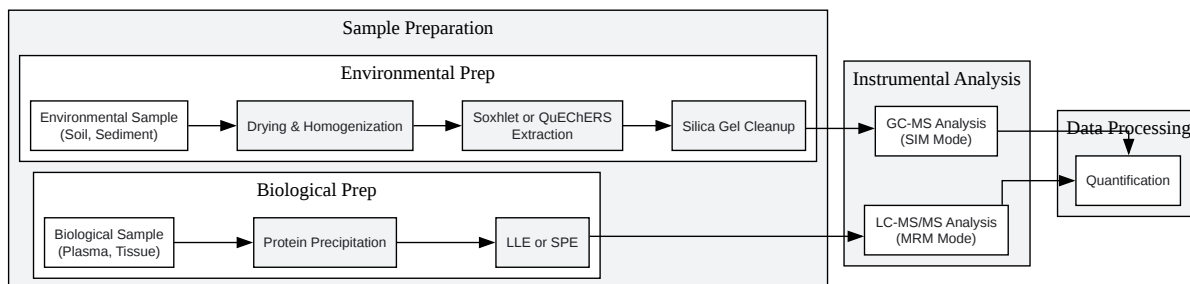 Sample Preparation
Environmental Prep
Environmental Sample
(Soil, Sediment)
Drying & Homogenization
Soxhlet or QuEChERS
Extraction
Silica Gel Cleanup
Biological Prep
Biological Sample
(Plasma, Tissue)
Protein Precipitation
LLE or SPE
Instrumental Analysis
GC-MS Analysis
(SIM Mode)
LC-MS/MS Analysis
(MRM Mode)
Data Processing
Quantification